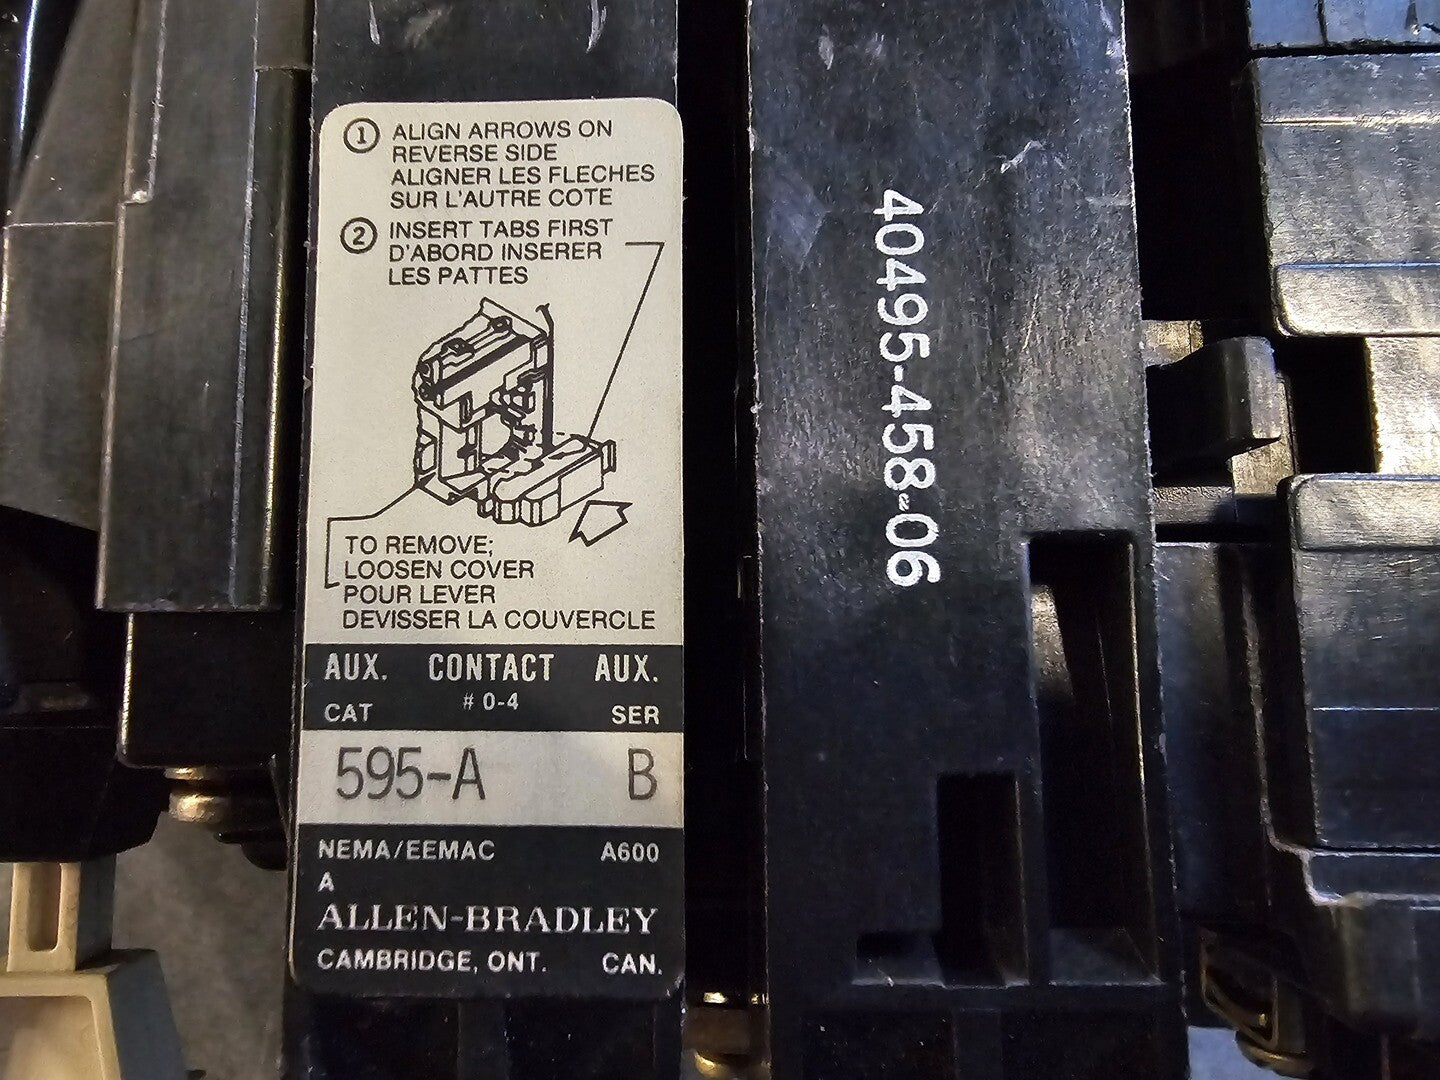 1 ALIGN ARROWS ON
REVERSE SIDE
ALIGNER LES FLECHES
SUR L'AUTRE COTE
2 INSERT TABS FIRST
D'ABORD INSERER
LES PATTES
TO REMOVE;
LOOSEN COVER
POUR LEVER
DEVISSER LA COUVERCLE
AUX. CONTACT AUX.
# 0-4
CAT SER
595-A B
NEMA/EEMAC A600
A
ALLEN-BRADLEY
CAMBRIDGE, ONT. CAN.
40495-458-06